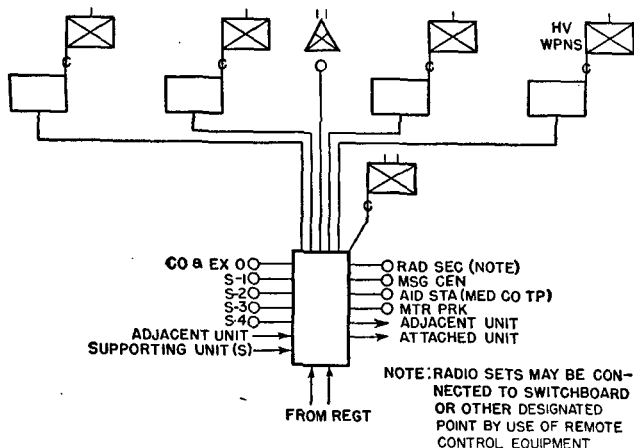 HV
WPNS
CO & EX O
S-1
S-2
S-3
S-4
ADJACENT UNIT
SUPPORTING UNIT (S)
RAD SEC (NOTE)
MSG CEN
AID STA (MED CO TP)
MTR PRK
ADJACENT UNIT
ATTACHED UNIT
FROM REGT
NOTE: RADIO SETS MAY BE CON-
NECTED TO SWITCHBOARD
OR OTHER DESIGNATED
POINT BY USE OF REMOTE
CONTROL EQUIPMENT